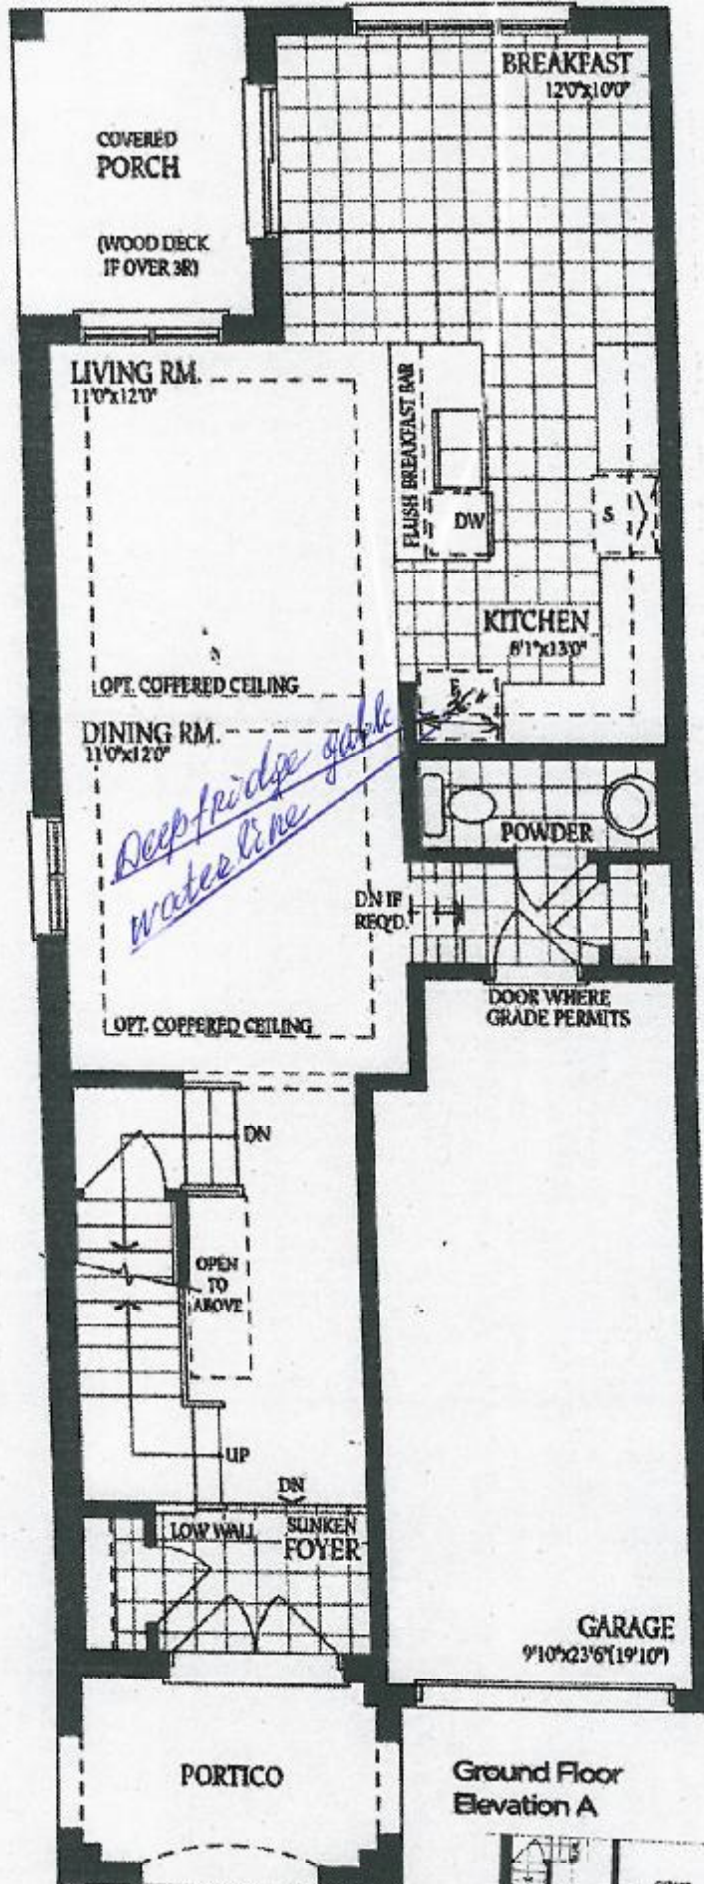 BREAKFAST
12'0"x10'0"
COVERED
PORCH
(WOOD DECK
IF OVER 3R)
LIVING RM.
11'0"x12'0"
FLUSH BREAKFAST BAR
DW
S
KITCHEN
8'1"x13'0"
OPT. COFFERED CEILING
DINING RM.
11'0"x12'0"
Deep fridge gable
waterline
POWDER
DN IF
REQ'D.
DOOR WHERE
GRADE PERMITS
OPT. COFFERED CEILING
DN
OPEN
TO
ABOVE
UP
DN
LOW WALL
SUNKEN
FOYER
GARAGE
9'10"x23'6"(19'10")
PORTICO
Ground Floor
Elevation A